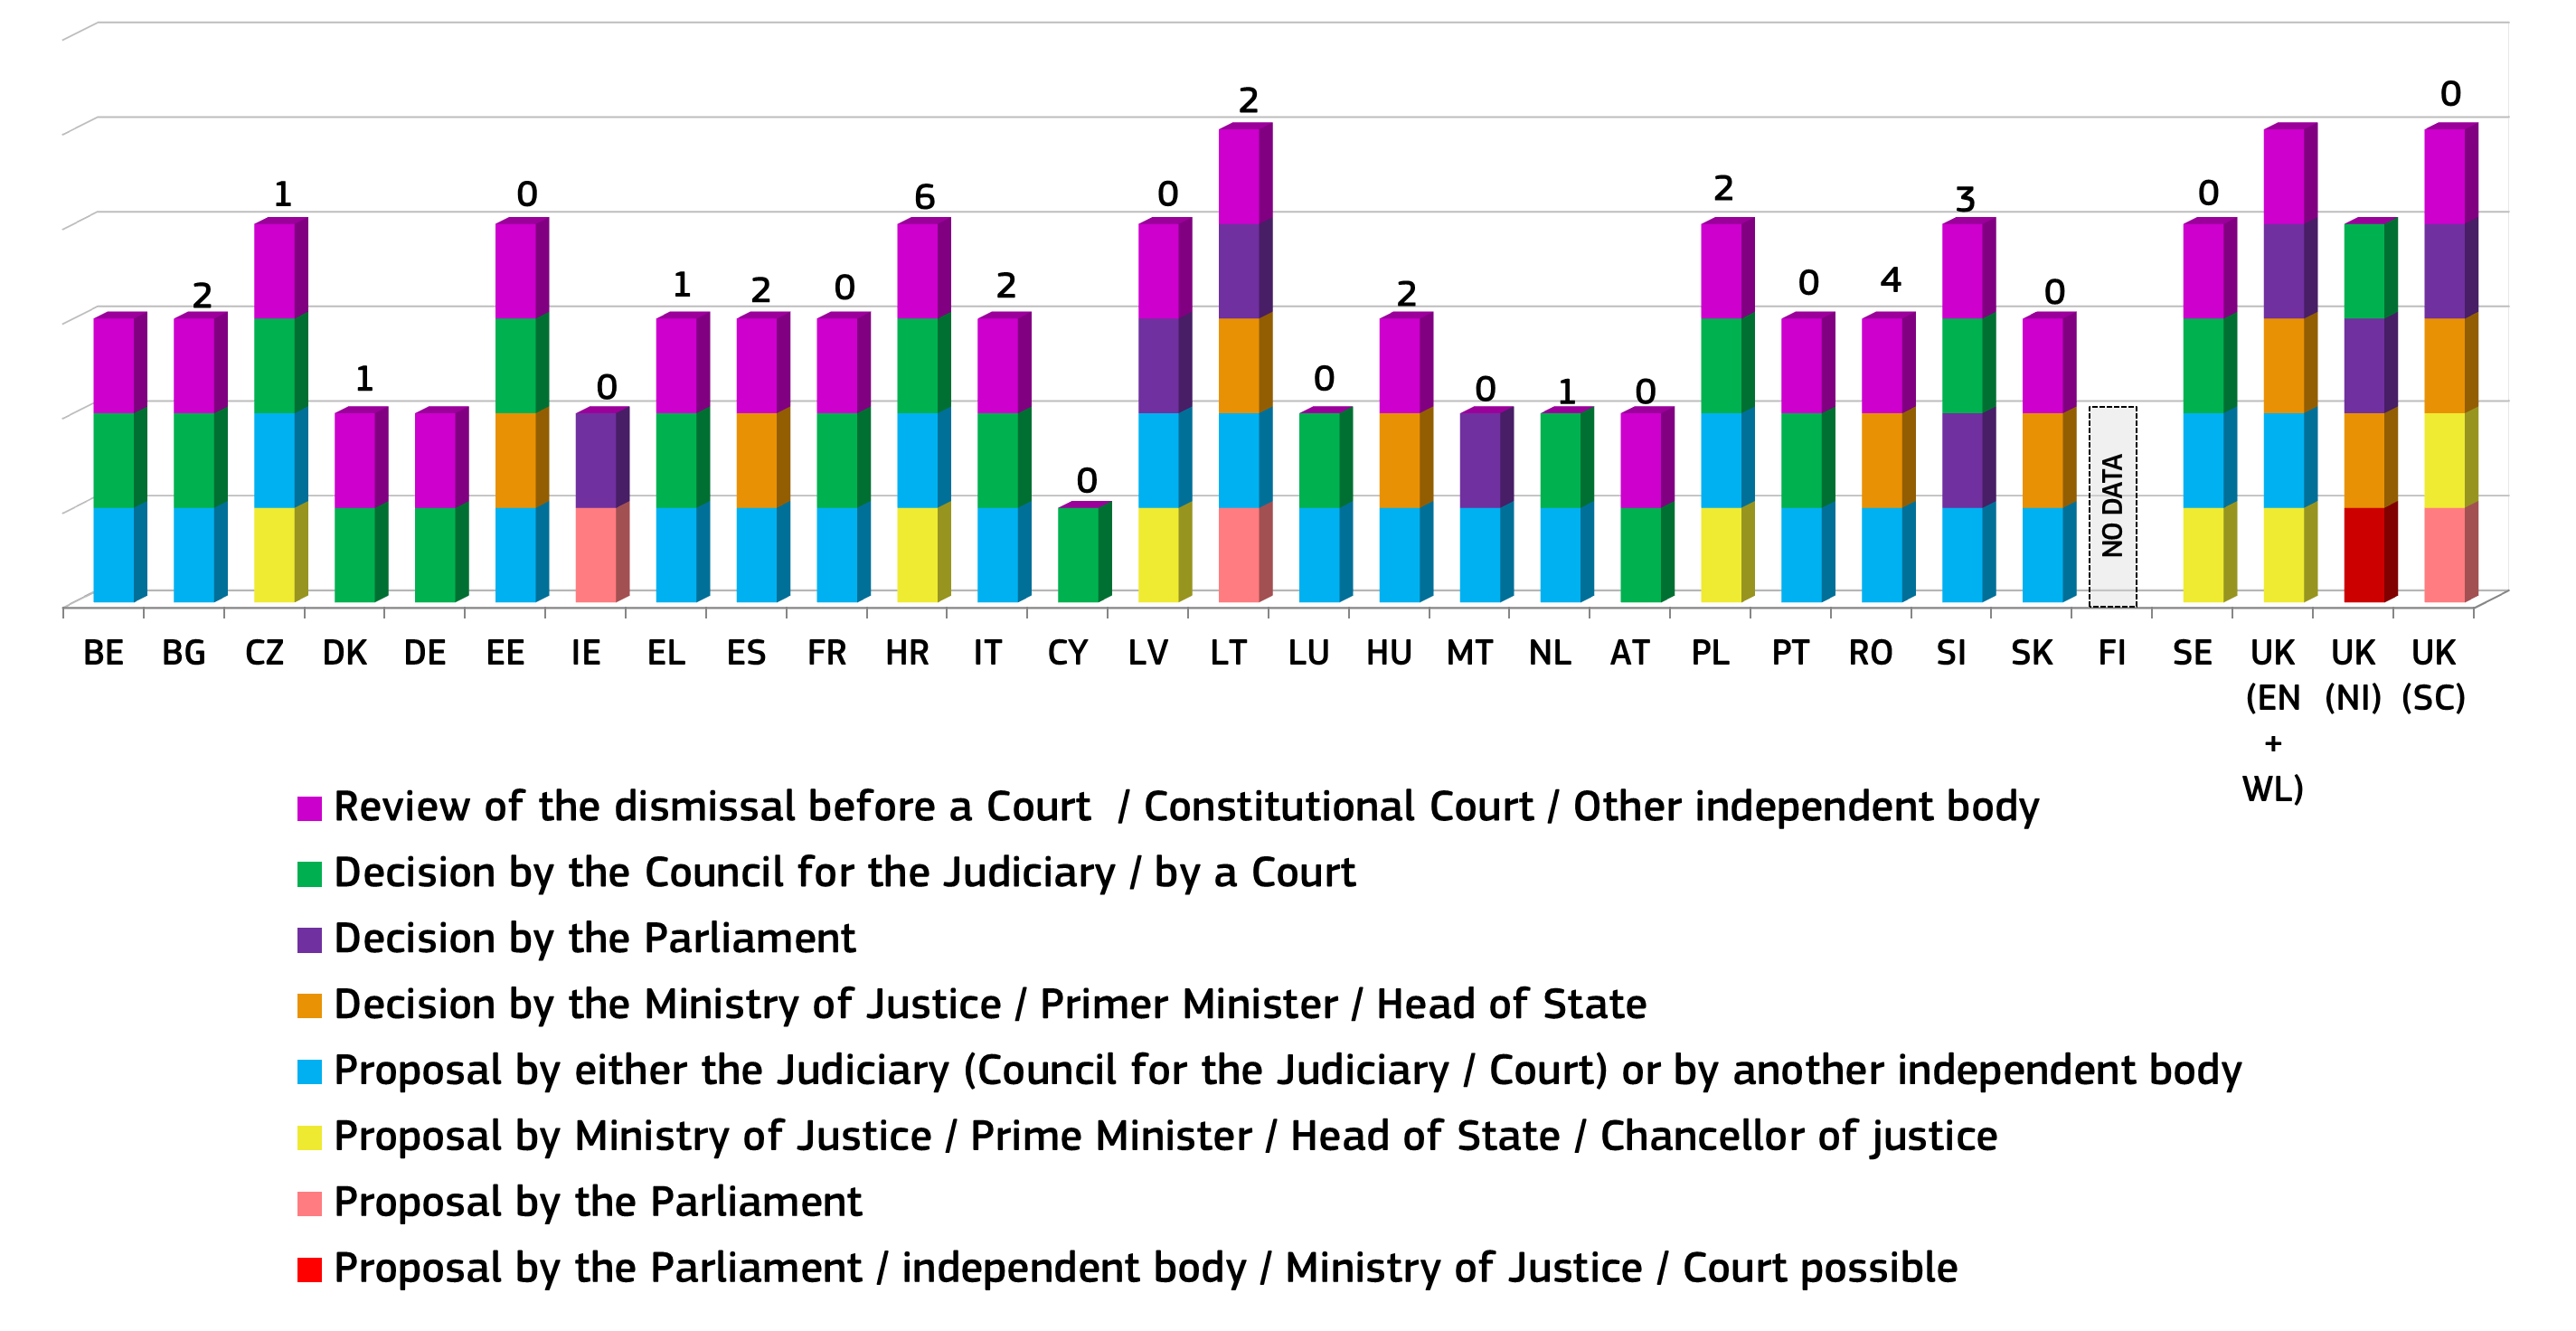 2 0
1 0 6 0 2 3 0
2 1 2 0 2 2 0 4 0
1 0 0 0 1 0
0
NO DATA
BE BG CZ DK DE EE IE EL ES FR HR IT CY LV LT LU HU MT NL AT PL PT RO SI SK FI SE UK UK UK
(EN (NI) (SC)
+
WL)
Review of the dismissal before a Court / Constitutional Court / Other independent body
Decision by the Council for the Judiciary / by a Court
Decision by the Parliament
Decision by the Ministry of Justice / Primer Minister / Head of State
Proposal by either the Judiciary (Council for the Judiciary / Court) or by another independent body
Proposal by Ministry of Justice / Prime Minister / Head of State / Chancellor of justice
Proposal by the Parliament
Proposal by the Parliament / independent body / Ministry of Justice / Court possible